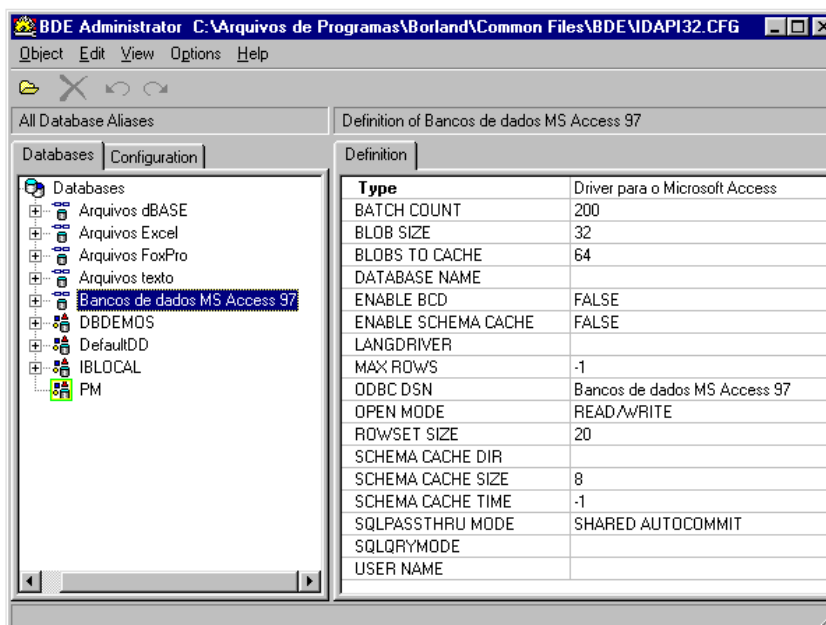 BDE Administrator C:\Arquivos de Programas\Borland\Common Files\BDE\IDAPI32.CFG
Object Edit View Options Help
All Database Aliases
Definition of Bancos de dados MS Access 97
Databases Configuration
Definition
Databases
Arquivos dBASE
Arquivos Excel
Arquivos FoxPro
Arquivos texto
Bancos de dados MS Access 97
DBDEMOS
DefaultDD
IBLOCAL
PM
Type Driver para o Microsoft Access
BATCH COUNT 200
BLOB SIZE 32
BLOBS TO CACHE 64
DATABASE NAME
ENABLE BCD FALSE
ENABLE SCHEMA CACHE FALSE
LANGDRIVER
MAX ROWS -1
ODBC DSN Bancos de dados MS Access 97
OPEN MODE READ/WRITE
ROWSET SIZE 20
SCHEMA CACHE DIR
SCHEMA CACHE SIZE 8
SCHEMA CACHE TIME -1
SQLPASSTHRU MODE SHARED AUTOCOMMIT
SQLQRYMODE
USER NAME